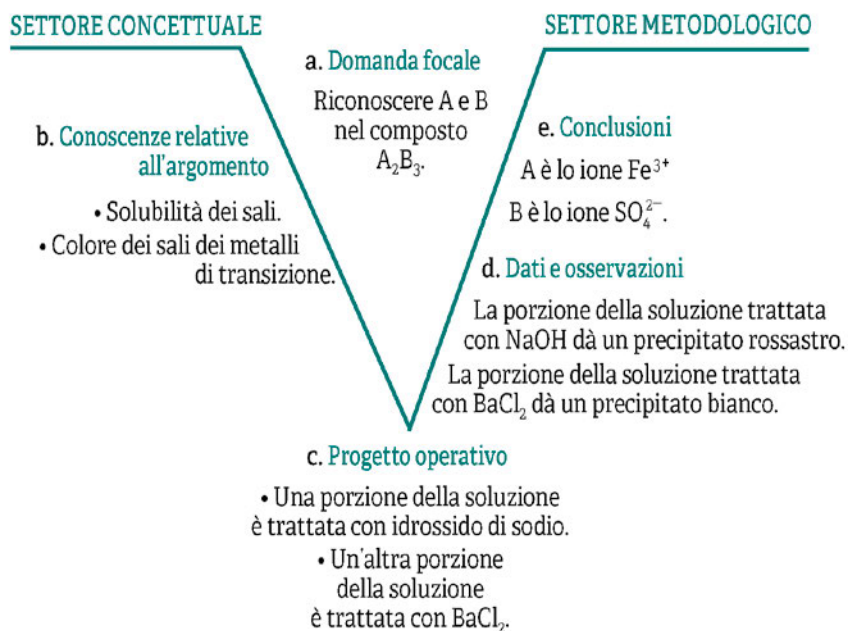 SETTORE CONCETTUALE
SETTORE METODOLOGICO
a. Domanda focale
Riconoscere A e B
nel composto
A₂B₃.
b. Conoscenze relative
all'argomento
• Solubilità dei sali.
• Colore dei sali dei metalli
di transizione.
e. Conclusioni
A è lo ione Fe³⁺
B è lo ione SO₄²⁻.
d. Dati e osservazioni
La porzione della soluzione trattata
con NaOH dà un precipitato rossastro.
La porzione della soluzione trattata
con BaCl₂ dà un precipitato bianco.
c. Progetto operativo
• Una porzione della soluzione
è trattata con idrossido di sodio.
• Un'altra porzione
della soluzione
è trattata con BaCl₂.